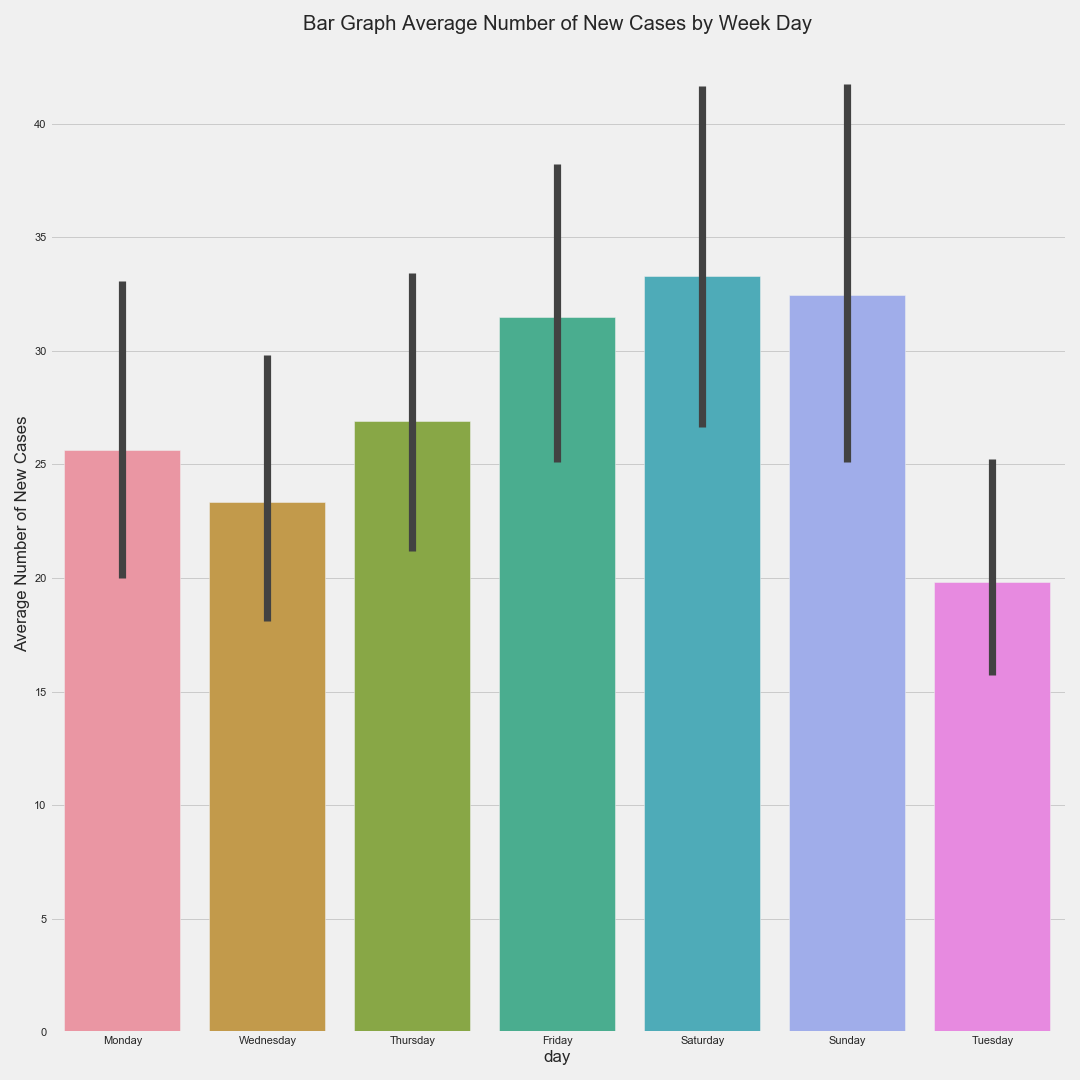 Bar Graph Average Number of New Cases by Week Day
Average Number of New Cases
40
35
30
25
20
15
10
5
0
Monday Wednesday Thursday Friday Saturday Sunday Tuesday
day